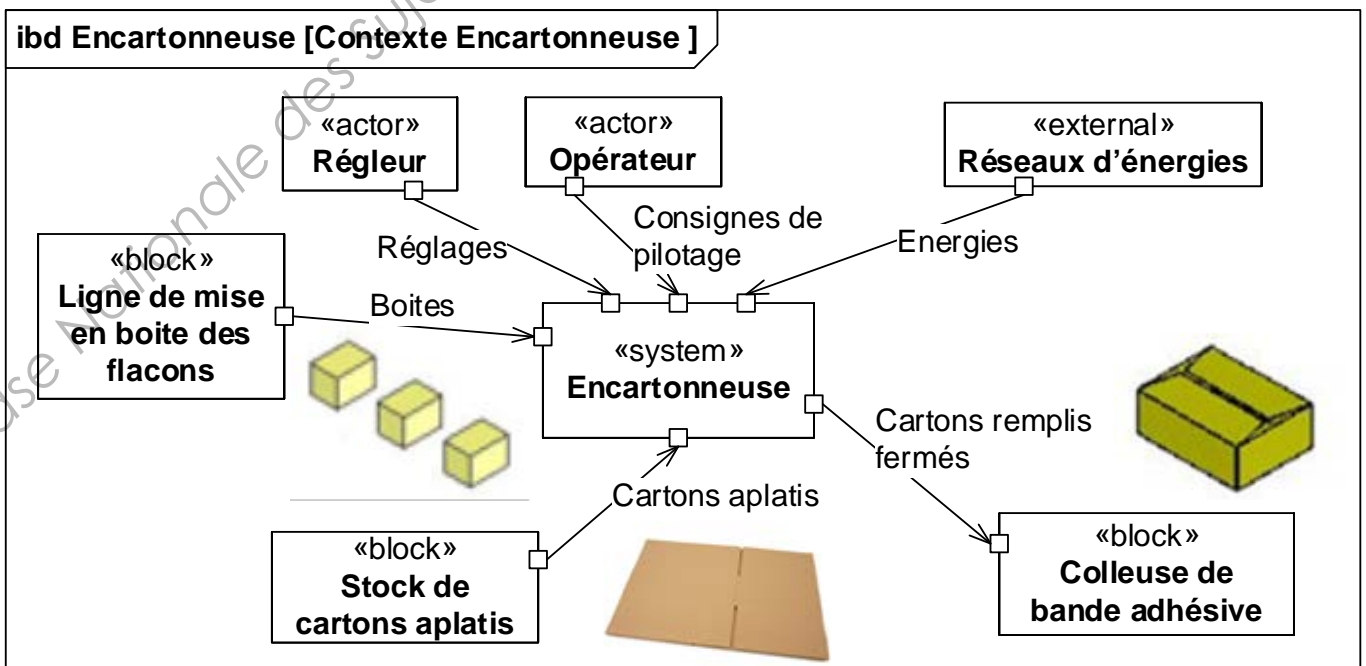 ibd Encartonneuse [Contexte Encartonneuse ]
«actor»
Régleur
«actor»
Opérateur
«external»
Réseaux d'énergies
Réglages
Consignes de
pilotage
Energies
«block»
Ligne de mise
en boite des
flacons
Boites
«system»
Encartonneuse
Cartons remplis
fermés
Cartons aplatis
«block»
Stock de
cartons aplatis
«block»
Colleuse de
bande adhésive
Nationale des